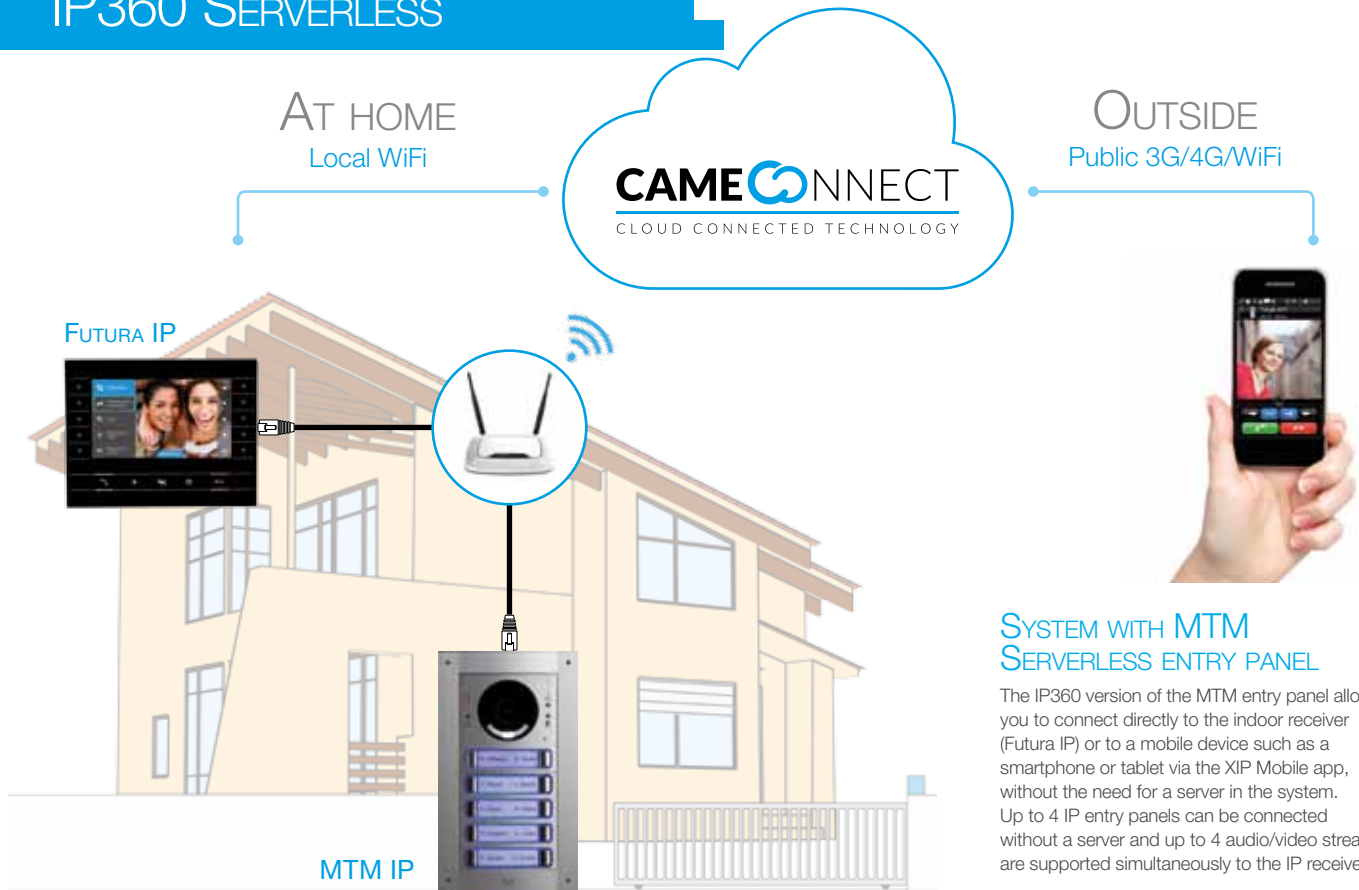 IP360 Serverless
At home
Local WiFi
CAMECONNECT
CLOUD CONNECTED TECHNOLOGY
Outside
Public 3G/4G/WiFi
Futura IP
MTM IP
System with MTM
Serverless entry panel
The IP360 version of the MTM entry panel allo
you to connect directly to the indoor receiver
(Futura IP) or to a mobile device such as a
smartphone or tablet via the XIP Mobile app,
without the need for a server in the system.
Up to 4 IP entry panels can be connected
without a server and up to 4 audio/video strea
are supported simultaneously to the IP receive